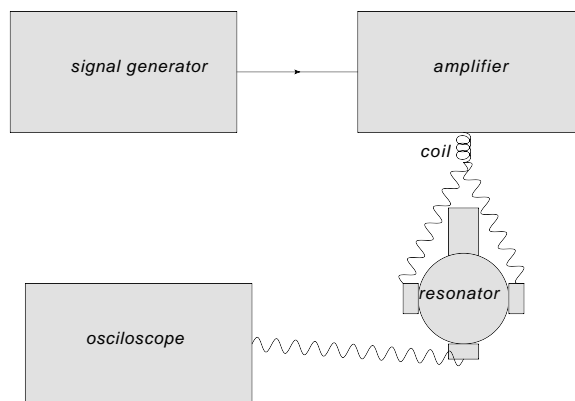 signal generator
amplifier
coil
resonator
osciloscope